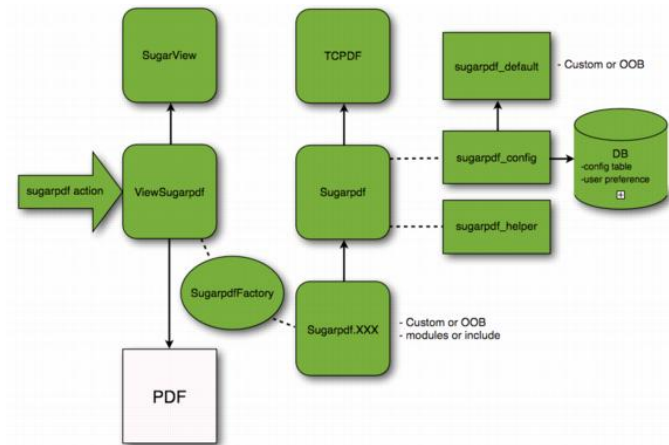 SugarView
TCPDF
sugarpdf_default
- Custom or OOB
sugarpdf action
ViewSugarpdf
Sugarpdf
sugarpdf_config
DB
-config table
-user preference
sugarpdf_helper
SugarpdfFactory
Sugarpdf.XXX
- Custom or OOB
- modules or include
PDF